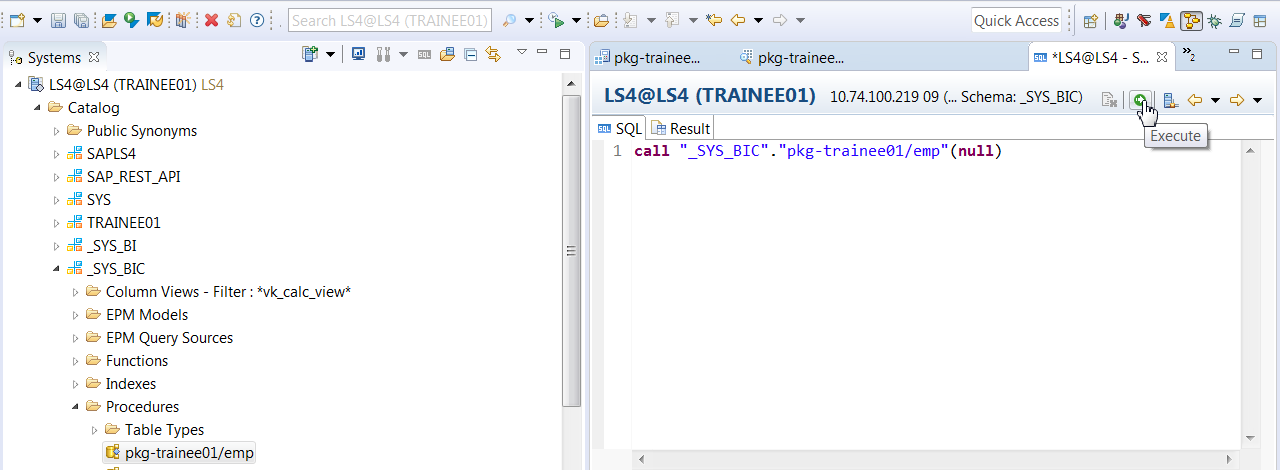 Search LS4@LS4 (TRAINEE01)
Quick Access
Systems
LS4@LS4 (TRAINEE01) LS4
Catalog
Public Synonyms
SAPLS4
SAP_REST_API
SYS
TRAINEE01
_SYS_BI
_SYS_BIC
Column Views - Filter : *vk_calc_view*
EPM Models
EPM Query Sources
Functions
Indexes
Procedures
Table Types
pkg-trainee01/emp
pkg-trainee... pkg-trainee... SQL *LS4@LS4 - S... »2
LS4@LS4 (TRAINEE01) 10.74.100.219 09 (... Schema: _SYS_BIC)
Execute
SQL SQL Result
1 call "_SYS_BIC"."pkg-trainee01/emp"(null)